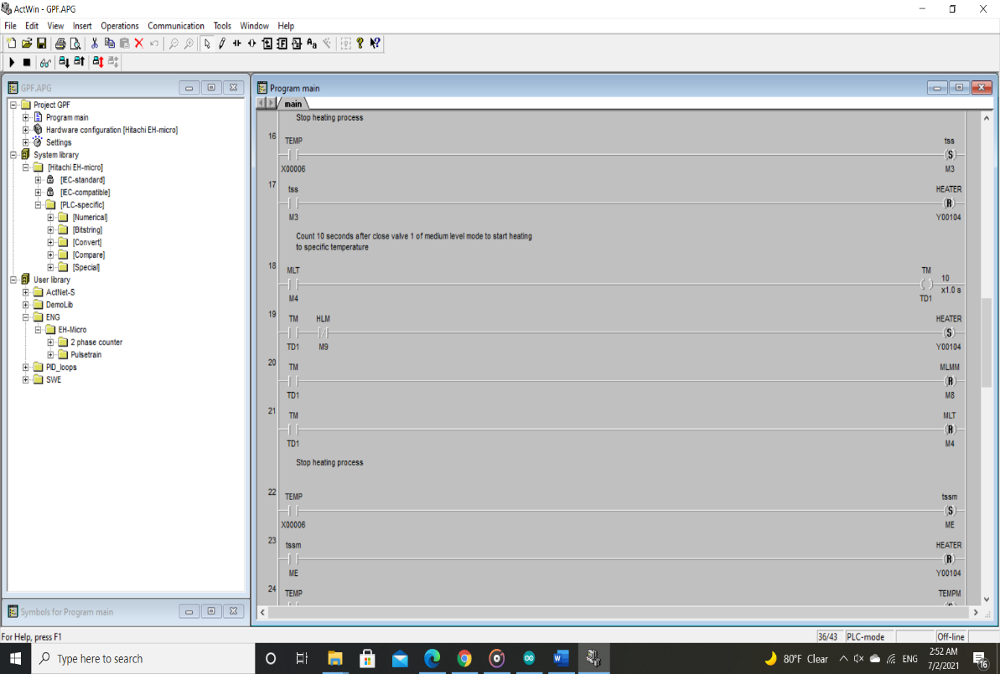 ActWin - GPF.APG
File Edit View Insert Operations Communication Tools Window Help
GPF.APG
Project GPF
Program main
Hardware configuration [Hitachi EH-micro]
Settings
System library
[Hitachi EH-micro]
[IEC-standard]
[IEC-compatible]
[PLC-specific]
[Numerical]
[Bitstring]
[Convert]
[Compare]
[Special]
User library
ActNet-S
DemoLib
ENG
EH-Micro
2 phase counter
Pulsetrain
PID_loops
SWE
Symbols for Program main
Program main
main
Stop heating process
16
TEMP tss
(S)
X00006 M3
17
tss HEATER
(R)
M3 Y00104
Count 10 seconds after close valve 1 of medium level mode to start heating
to specific temperature
18
MLT TM
10
x1.0 s
M4 TD1
19
TM HLM HEATER
(S)
TD1 M9 Y00104
20
TM MLMM
(R)
TD1 M8
21
TM MLT
(R)
TD1 M4
Stop heating process
22
TEMP tssm
(S)
X00006 ME
23
tssm HEATER
(R)
ME Y00104
24
TEMP TEMPM
For Help, press F1
36/43 PLC-mode Off-line
Type here to search
80°F Clear
ENG
2:52 AM
7/2/2021
16